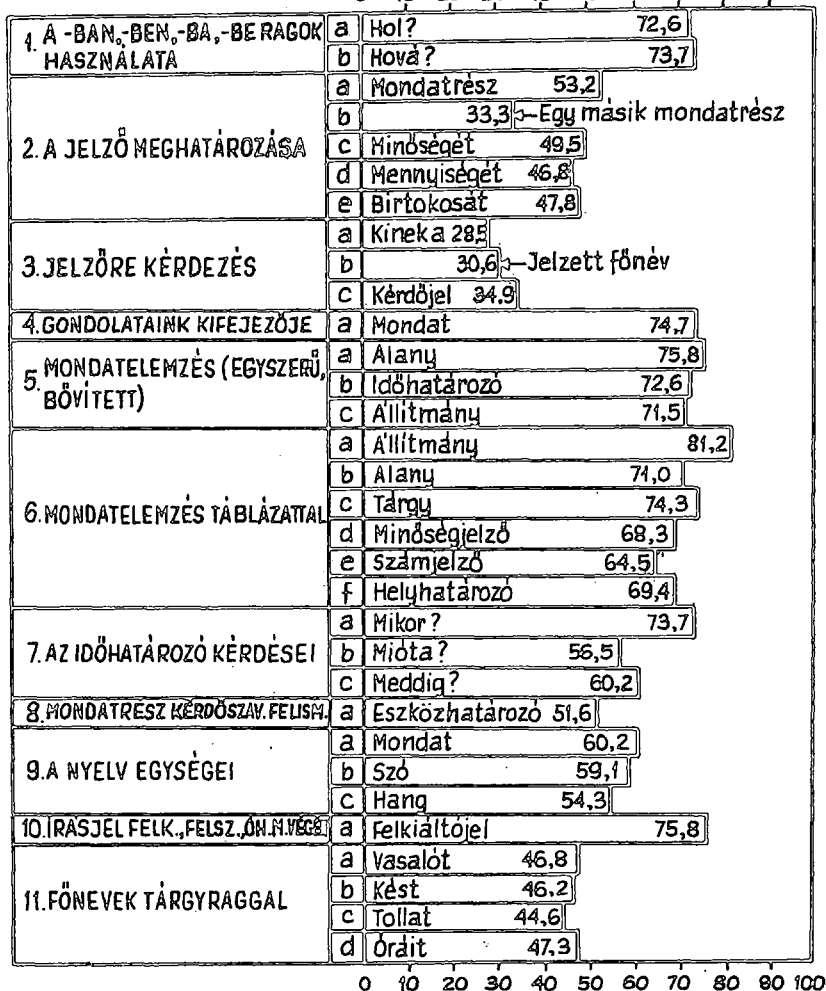 1. A -BAN,-BEN,-BA,-BE RAGOK HASZNÁLATA
a Hol? 72,6
b Hová? 73,7
2. A JELZŐ MEGHATÁROZÁSA
a Mondatrész 53,2
b 33,3 Egy másik mondatrész
c Minőségét 49,5
d Mennyiségét 46,8
e Birtokosát 47,8
3. JELZŐRE KÉRDEZÉS
a Kinek a 28,5
b 30,6 Jelzett főnév
c Kérdőjel 34,9
4. GONDOLATAINK KIFEJEZŐJE
a Mondat 74,7
5. MONDATELEMZÉS (EGYSZERŰ, BŐVÍTETT)
a Alany 75,8
b Időhatározó 72,6
c Állítmány 71,5
6. MONDATELEMZÉS TÁBLÁZATTAL
a Állítmány 81,2
b Alany 71,0
c Tárgy 74,3
d Minőségjelző 68,3
e Számjelző 64,5
f Helyhatározó 69,4
7. AZ IDŐHATÁROZÓ KÉRDÉSEI
a Mikor? 73,7
b Mióta? 56,5
c Meddig? 60,2
8. MONDATRÉSZ KÉRDŐSZAV. FELISM.
a Eszközhatározó 51,6
9. A NYELV EGYSÉGEI
a Mondat 60,2
b Szó 59,1
c Hang 54,3
10. ÍRÁSJEL FELK., FELSZ., ÓH. M. VÉGÉN
a Felkiáltójel 75,8
11. FŐNEVEK TÁRGYRAGGAL
a Vasalót 46,8
b Kést 46,2
c Tollat 44,6
d Óráit 47,3
0 10 20 30 40 50 60 70 80 90 100